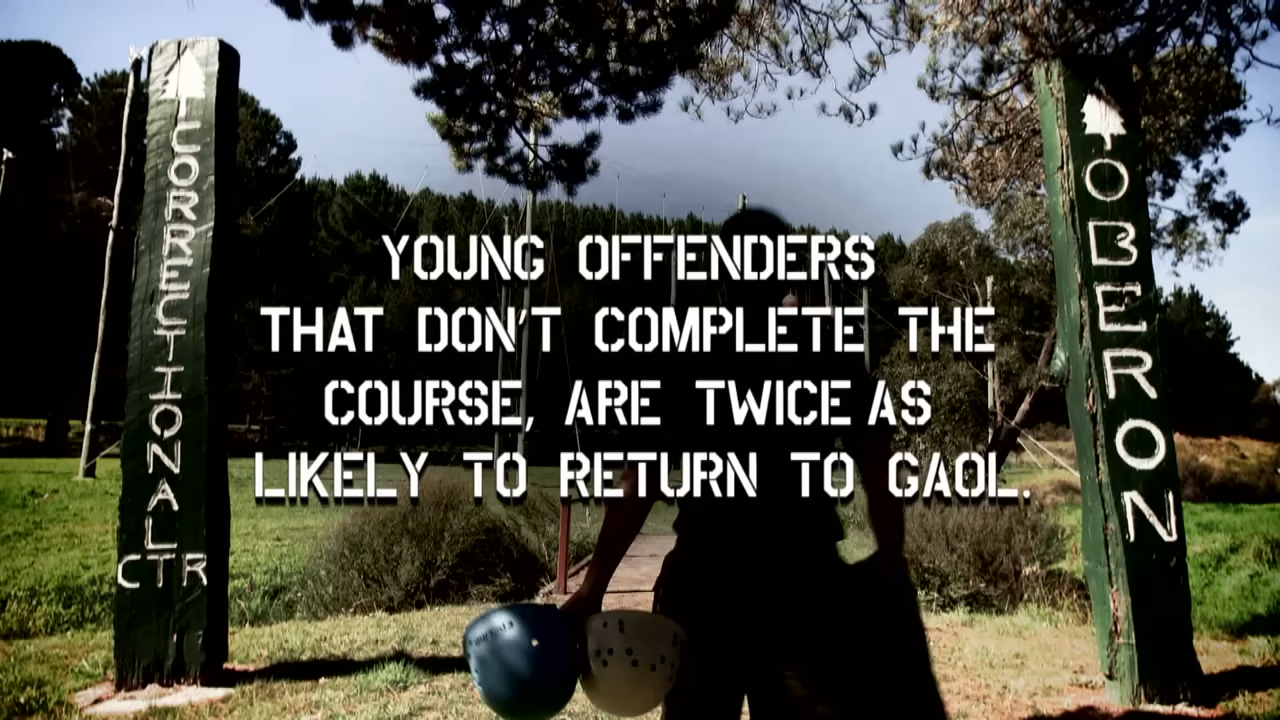 CORRECTIONAL
CTR
YOUNG OFFENDERS
THAT DON'T COMPLETE THE
COURSE, ARE TWICE AS
LIKELY TO RETURN TO GAOL.
OBERON